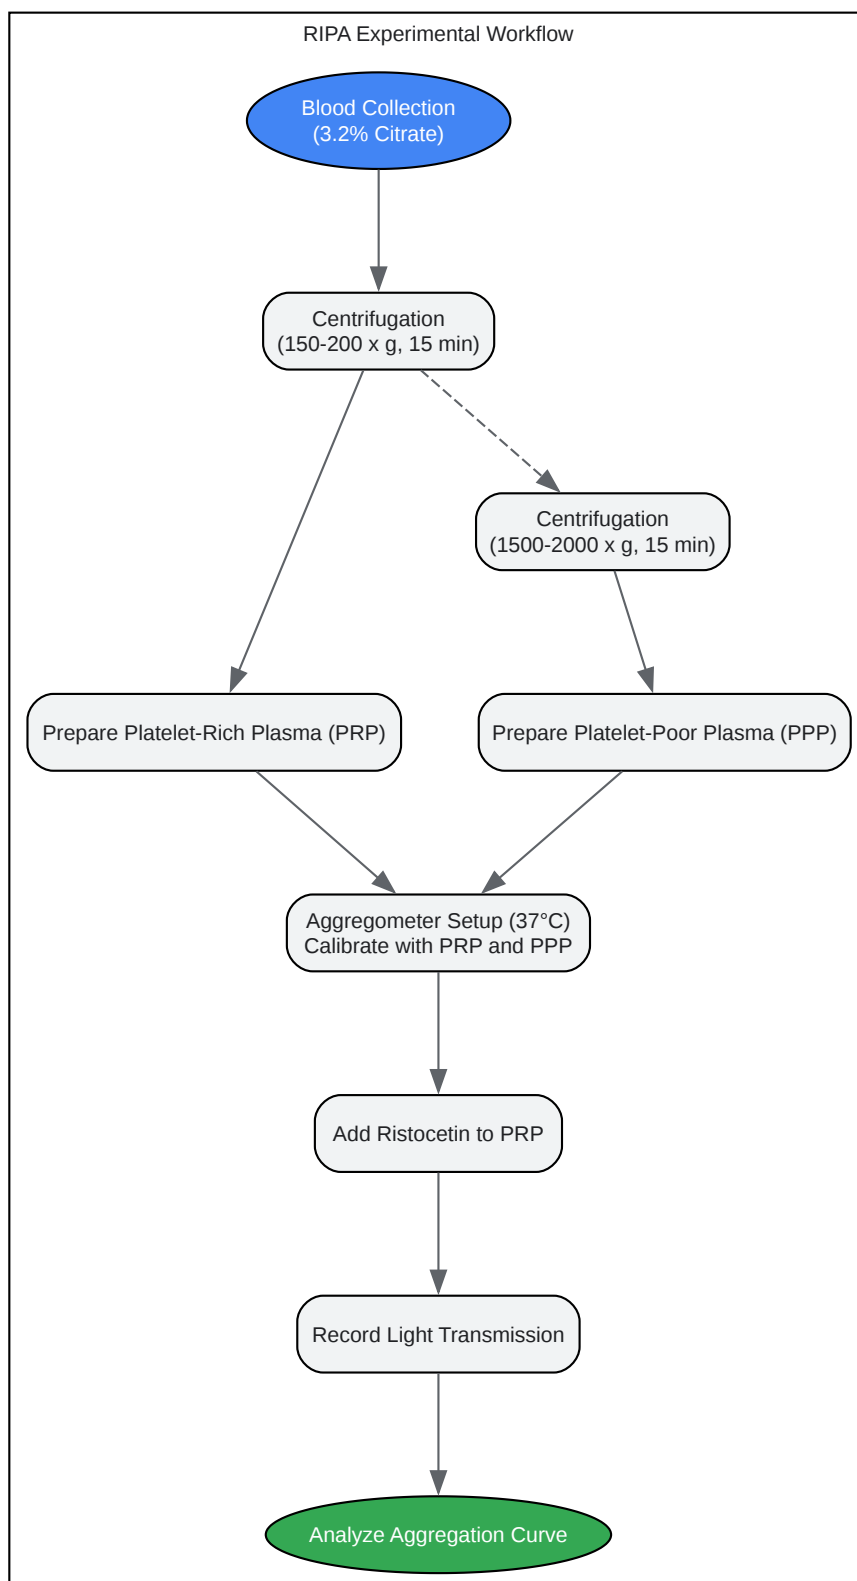 RIPA Experimental Workflow
Blood Collection
(3.2% Citrate)
Centrifugation
(150-200 x g, 15 min)
Centrifugation
(1500-2000 x g, 15 min)
Prepare Platelet-Rich Plasma (PRP)
Prepare Platelet-Poor Plasma (PPP)
Aggregometer Setup (37°C)
Calibrate with PRP and PPP
Add Ristocetin to PRP
Record Light Transmission
Analyze Aggregation Curve